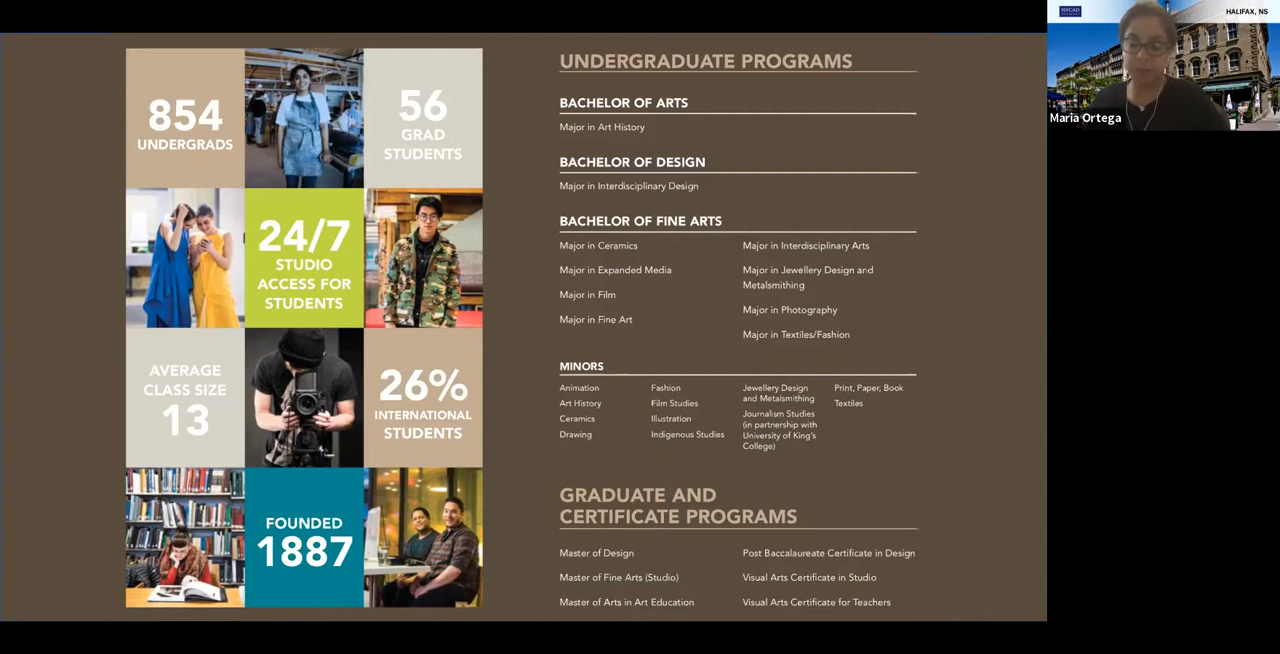 854
UNDERGRADS
56
GRAD
STUDENTS
24/7
STUDIO
ACCESS FOR
STUDENTS
AVERAGE
CLASS SIZE
13
26%
INTERNATIONAL
STUDENTS
FOUNDED
1887
UNDERGRADUATE PROGRAMS
BACHELOR OF ARTS
Major in Art History
BACHELOR OF DESIGN
Major in Interdisciplinary Design
BACHELOR OF FINE ARTS
Major in Ceramics
Major in Expanded Media
Major in Film
Major in Fine Art
Major in Interdisciplinary Arts
Major in Jewellery Design and
Metalsmithing
Major in Photography
Major in Textiles/Fashion
MINORS
Animation
Art History
Ceramics
Drawing
Fashion
Film Studies
Illustration
Indigenous Studies
Jewellery Design
and Metalsmithing
Journalism Studies
(in partnership with
University of King's
College)
Print, Paper, Book
Textiles
GRADUATE AND
CERTIFICATE PROGRAMS
Master of Design
Master of Fine Arts (Studio)
Master of Arts in Art Education
Post Baccalaureate Certificate in Design
Visual Arts Certificate in Studio
Visual Arts Certificate for Teachers
NSCAD
HALIFAX, NS
Maria Ortega